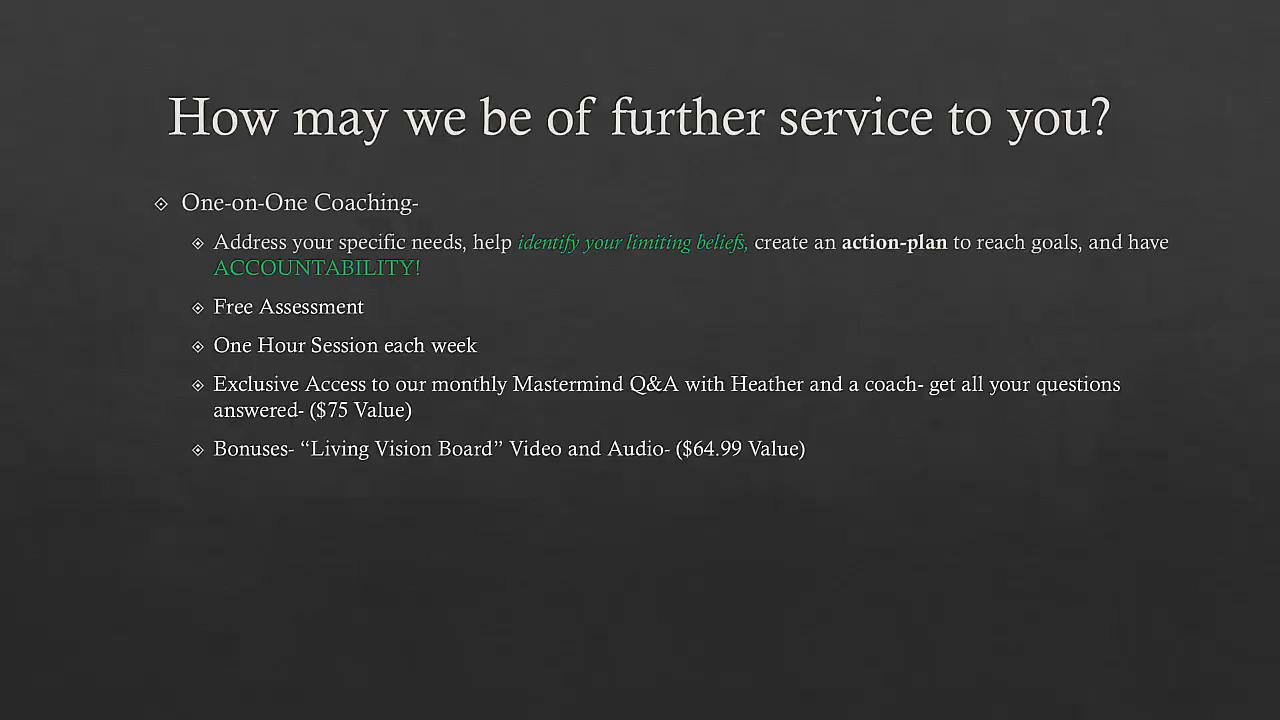 How may we be of further service to you?
One-on-One Coaching-
Address your specific needs, help identify your limiting beliefs, create an action-plan to reach goals, and have
ACCOUNTABILITY!
Free Assessment
One Hour Session each week
Exclusive Access to our monthly Mastermind Q&A with Heather and a coach- get all your questions
answered- ($75 Value)
Bonuses- “Living Vision Board” Video and Audio- ($64.99 Value)